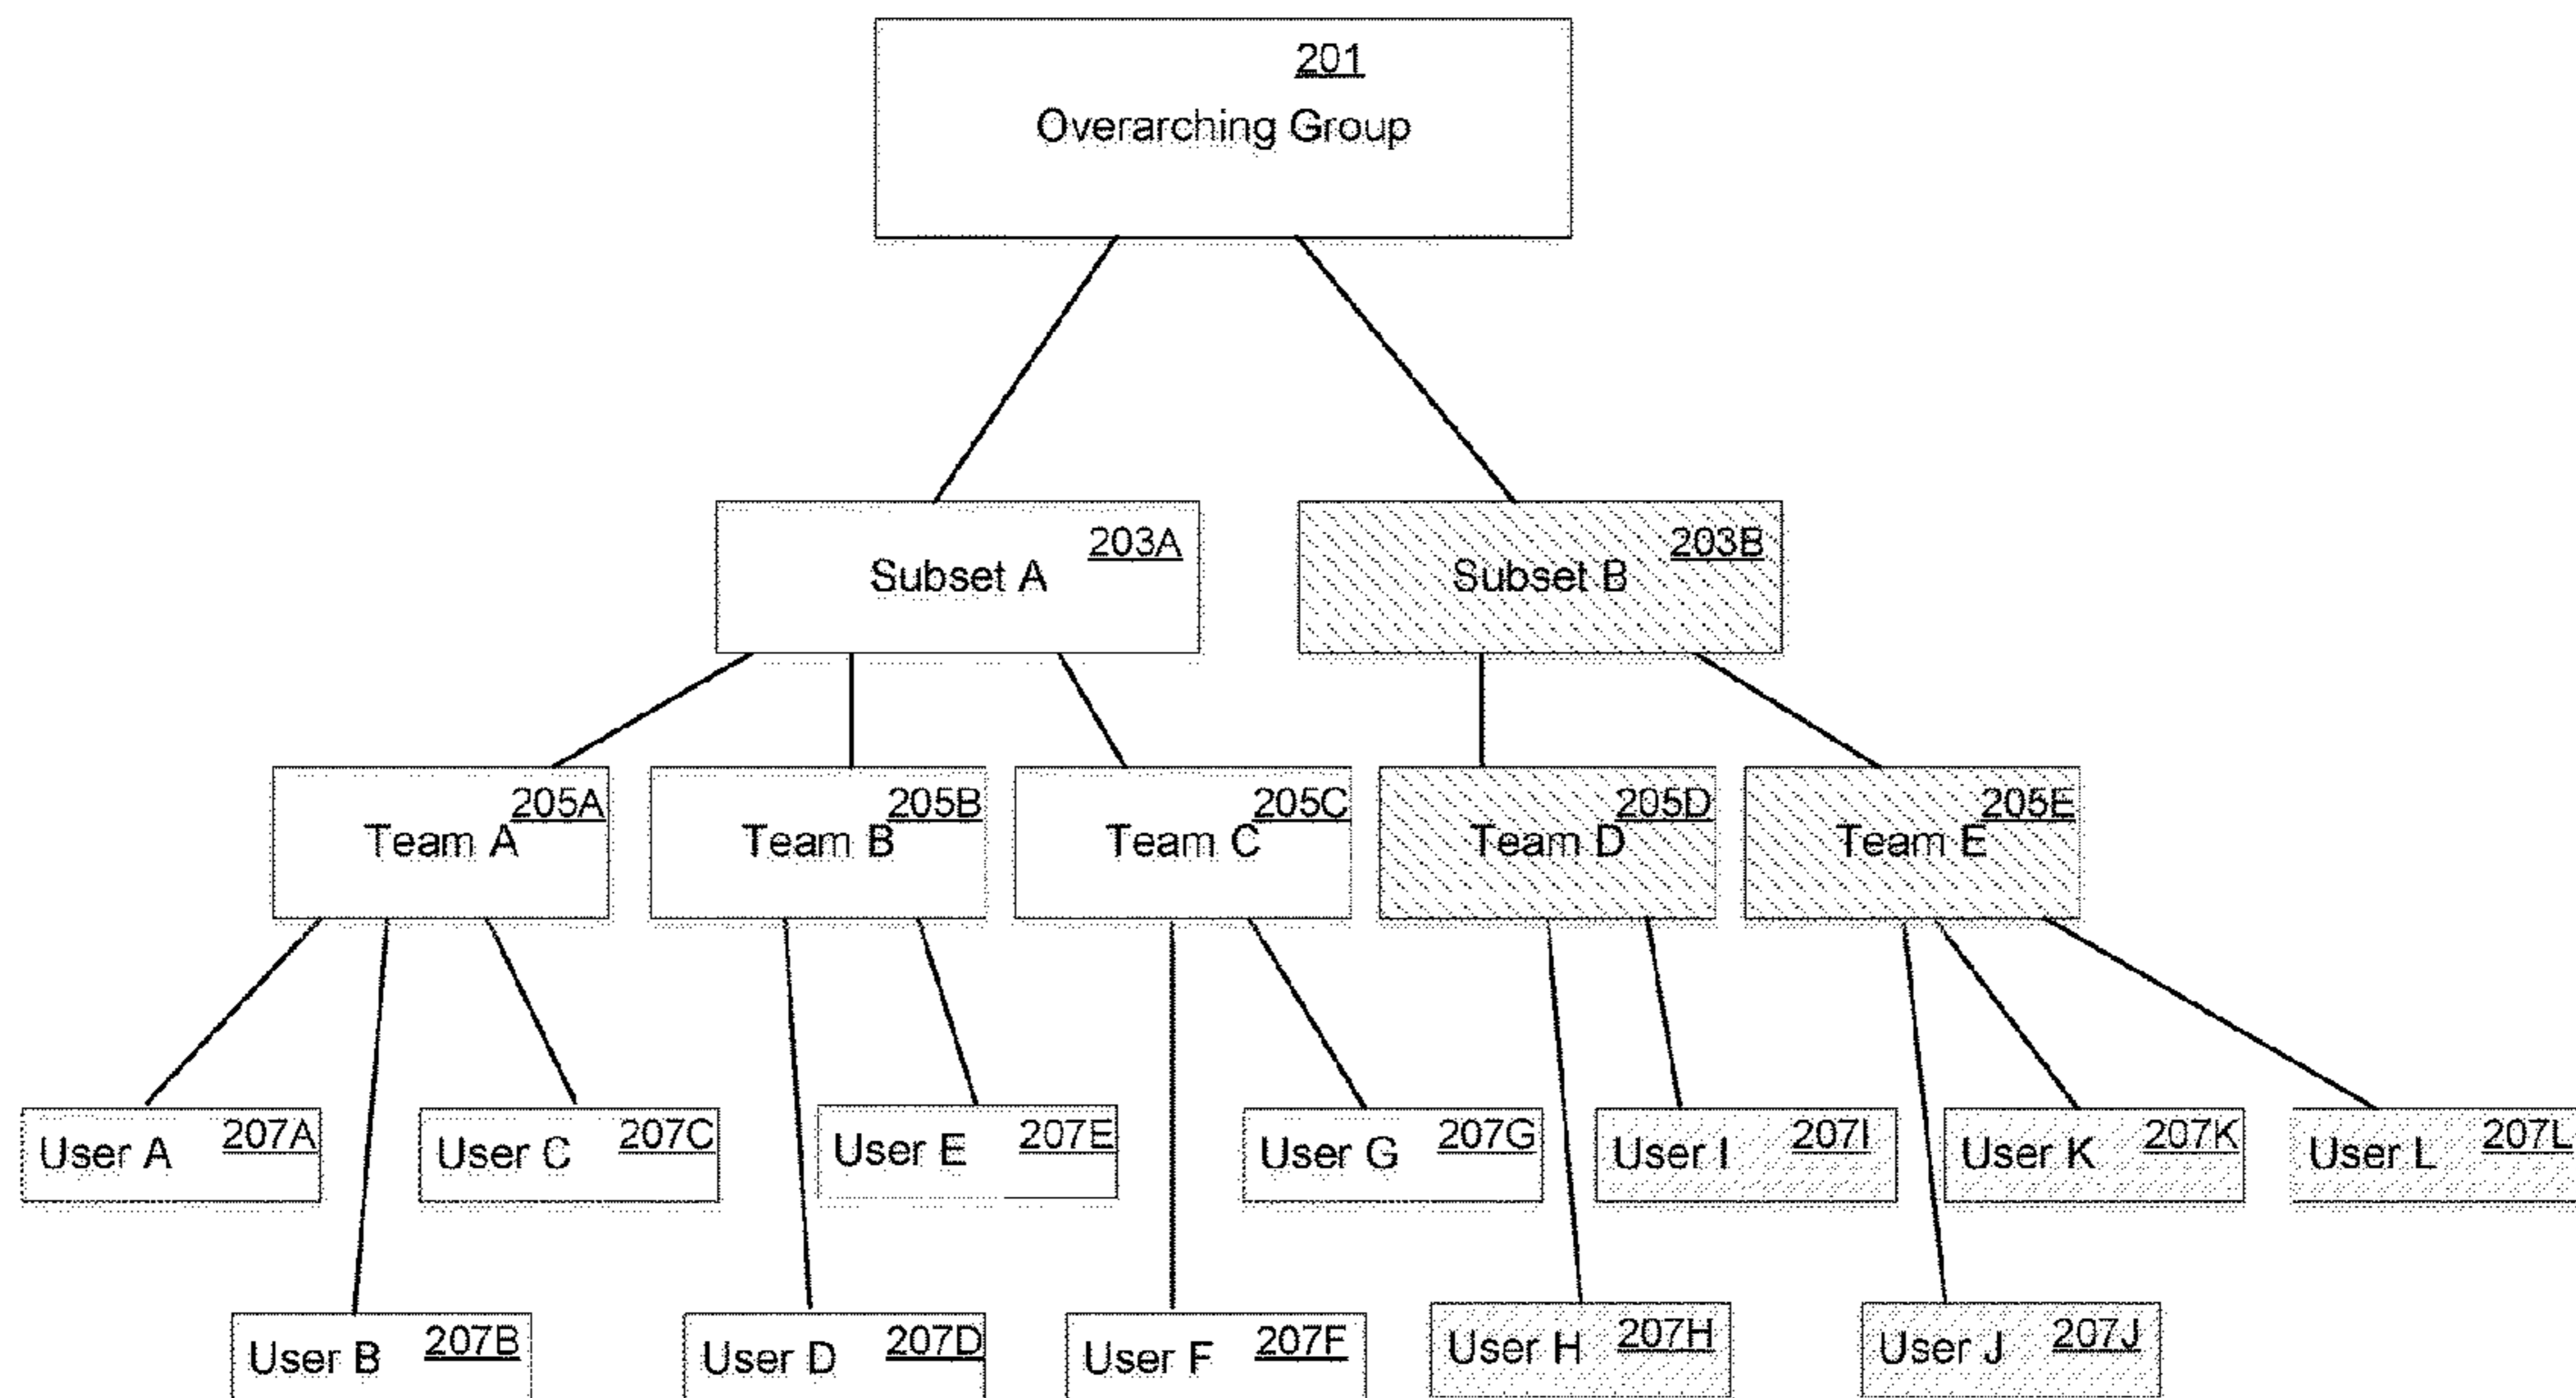 201
Overarching Group
203A
Subset A
203B
Subset B
205A
Team A
205B
Team B
205C
Team C
205D
Team D
205E
Team E
User A 207A
User C 207C
User E 207E
User G 207G
User I 207I
User K 207K
User L 207L
User B 207B
User D 207D
User F 207F
User H 207H
User J 207J